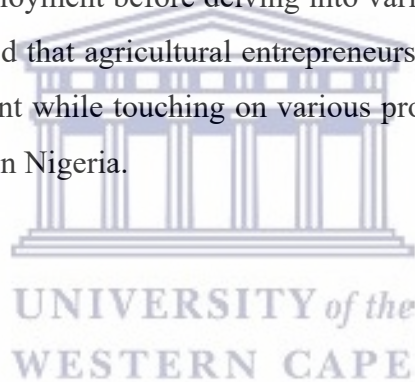 ployment before delving into vari
d that agricultural entrepreneurs
nt while touching on various pro
n Nigeria.
UNIVERSITY of the
WESTERN CAPE